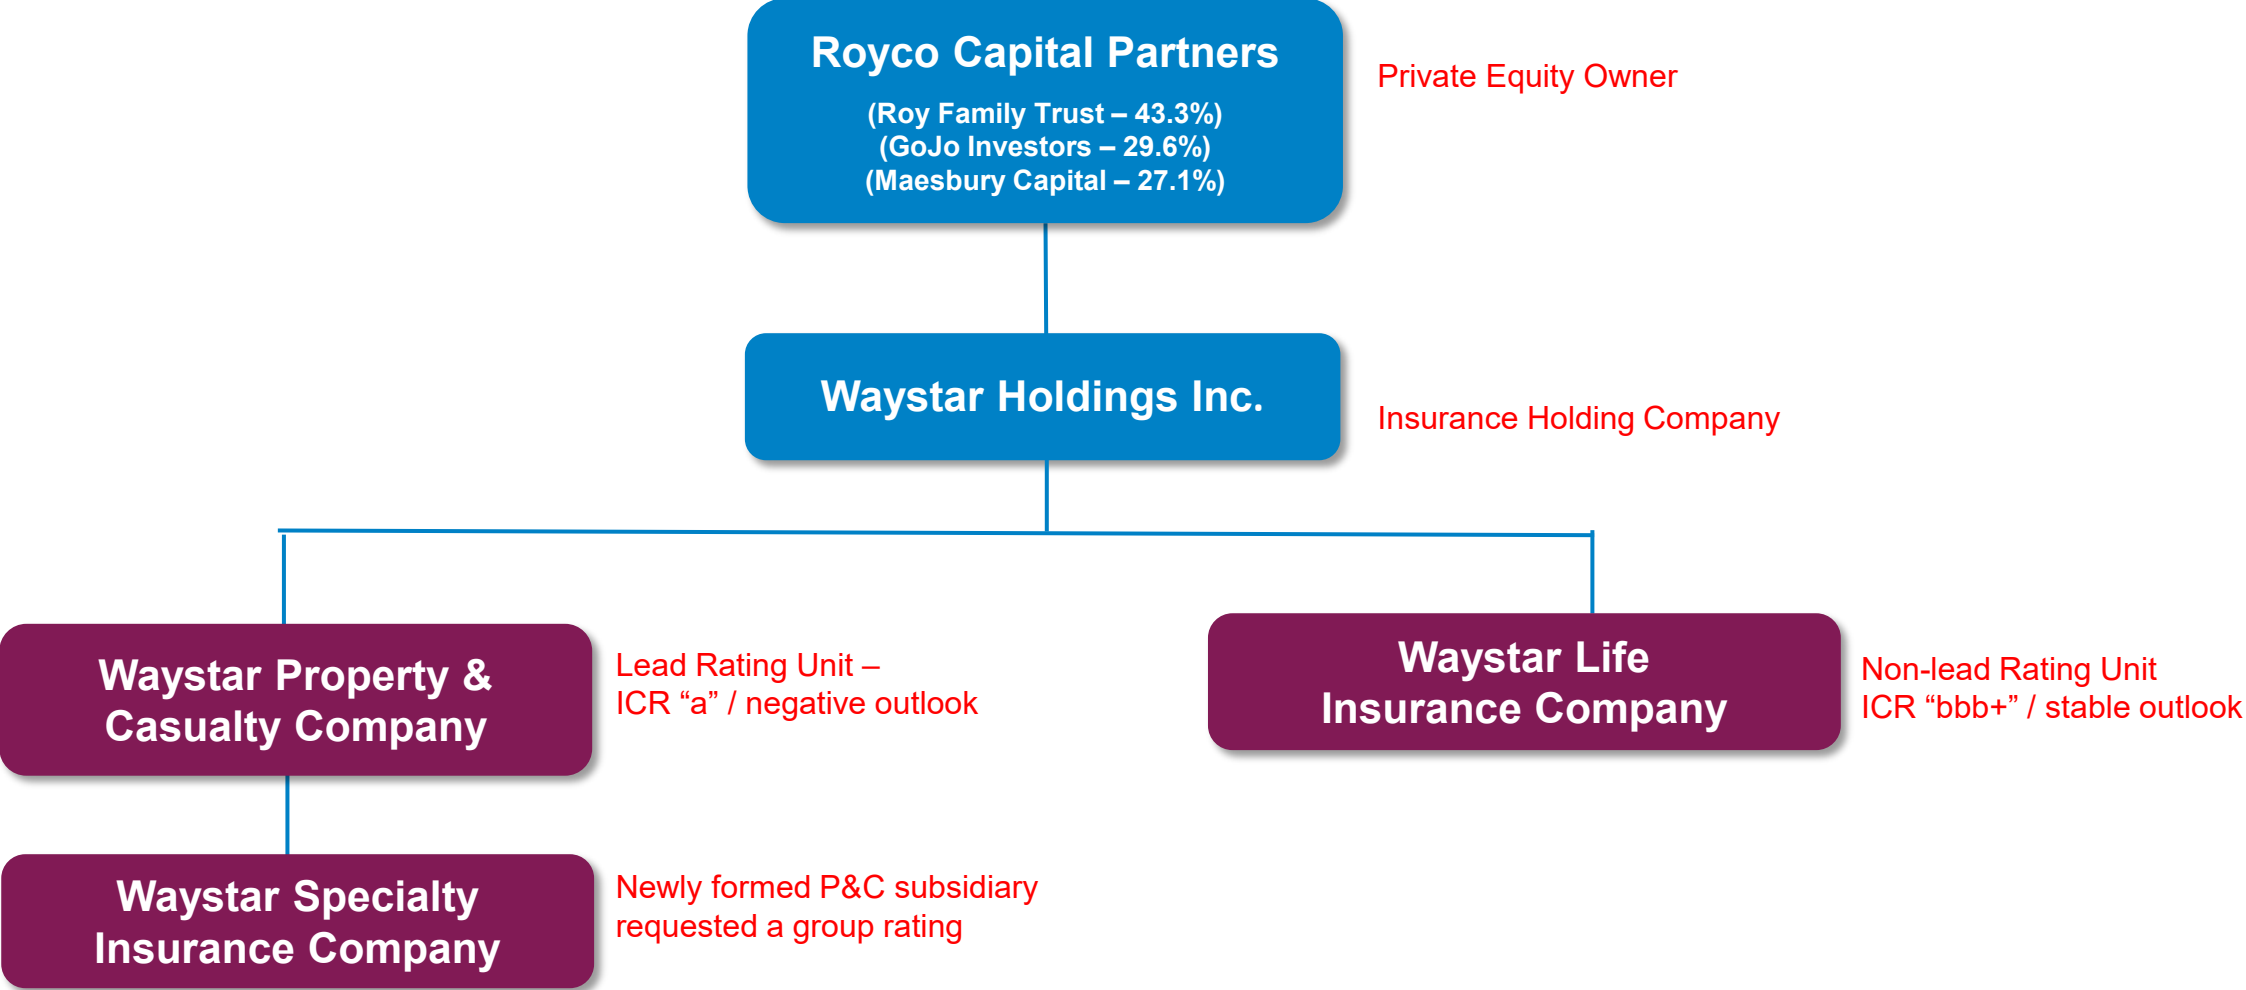 Royco Capital Partners
(Roy Family Trust – 43.3%)
(GoJo Investors – 29.6%)
(Maesbury Capital – 27.1%)
Private Equity Owner
Waystar Holdings Inc.
Insurance Holding Company
Waystar Property &
Casualty Company
Lead Rating Unit –
ICR “a” / negative outlook
Waystar Life
Insurance Company
Non-lead Rating Unit
ICR “bbb+” / stable outlook
Waystar Specialty
Insurance Company
Newly formed P&C subsidiary
requested a group rating